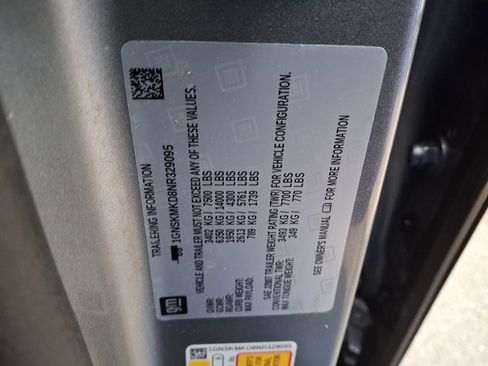 TRAILERING INFORMATION
1GNSKMKD8NR329095
VEHICLE AND TRAILER MUST NOT EXCEED ANY OF THESE VALUES.
GVWR: 3402 KG / 7500 LBS
GCWR: 6350 KG / 14000 LBS
RGAWR: 1950 KG / 4300 LBS
CURB WEIGHT: 2613 KG / 5761 LBS
MAX PAYLOAD: 789 KG / 1739 LBS
SAE J2807 TRAILER WEIGHT RATING (TWR) FOR VEHICLE CONFIGURATION.
CONVENTIONAL TWR: 3493 KG / 7700 LBS
MAX TONGUE WEIGHT: 349 KG / 770 LBS
SEE OWNER'S MANUAL FOR MORE INFORMATION
gm
1GNSKMKD8NR329095